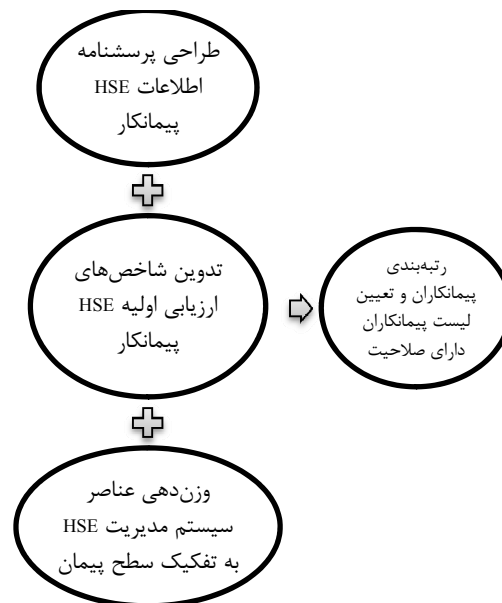 طراحی پرسشنامه
اطلاعات HSE
پیمانکار
تدوین شاخص‌های
ارزیابی اولیه HSE
پیمانکار
رتبه‌بندی
پیمانکاران و تعیین
لیست پیمانکاران
دارای صلاحیت
وزن‌دهی عناصر
سیستم مدیریت HSE
به تفکیک سطح پیمان